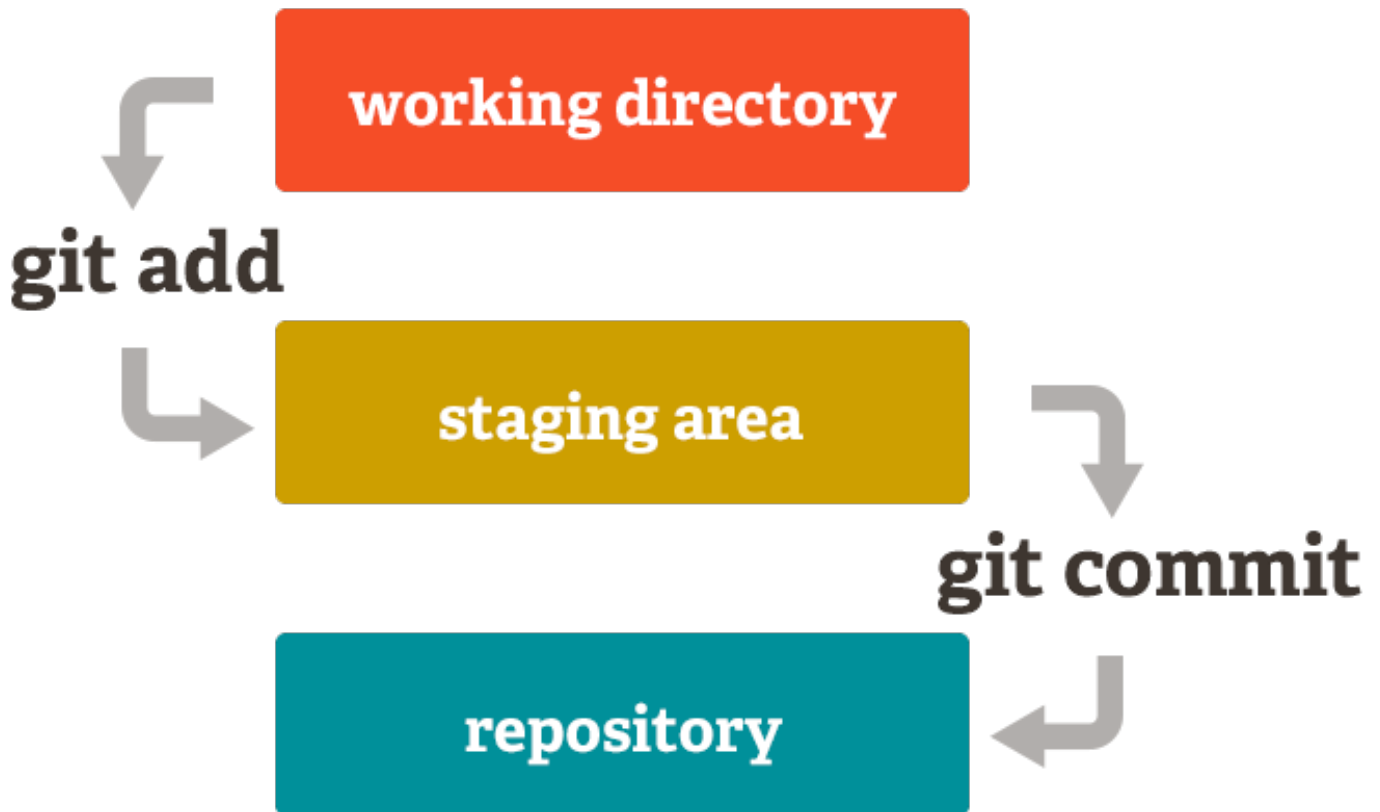 working directory
git add
staging area
git commit
repository